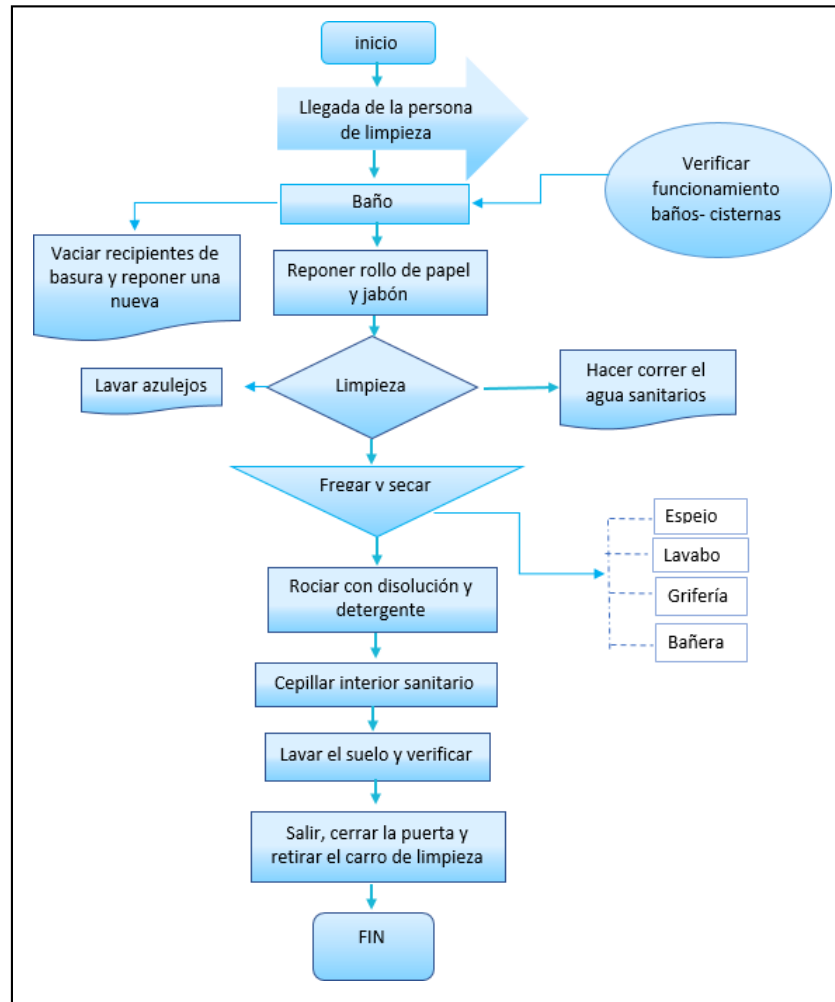 inicio
Llegada de la persona
de limpieza
Verificar
funcionamiento
baños- cisternas
Baño
Vaciar recipientes de
basura y reponer una
nueva
Reponer rollo de papel
y jabón
Lavar azulejos
Limpieza
Hacer correr el
agua sanitarios
Fregar y secar
Espejo
Lavabo
Grifería
Bañera
Rociar con disolución y
detergente
Cepillar interior sanitario
Lavar el suelo y verificar
Salir, cerrar la puerta y
retirar el carro de limpieza
FIN